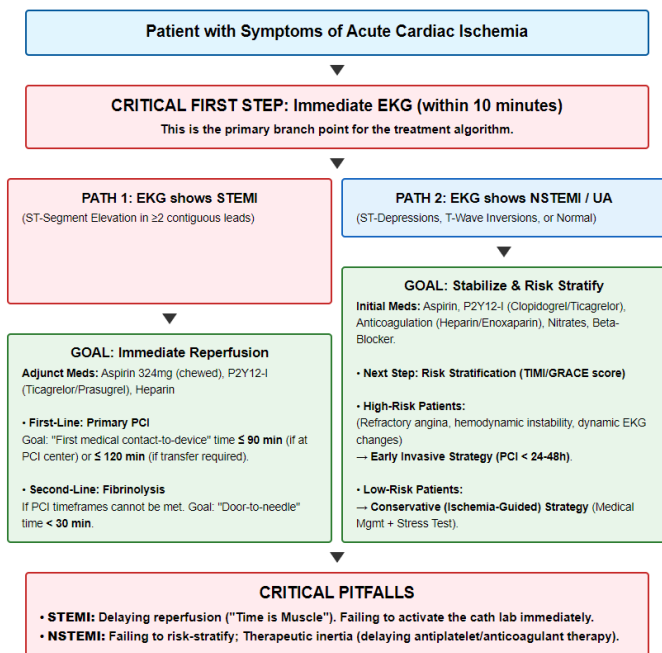 Patient with Symptoms of Acute Cardiac Ischemia
CRITICAL FIRST STEP: Immediate EKG (within 10 minutes)
This is the primary branch point for the treatment algorithm.
PATH 1: EKG shows STEMI
(ST-Segment Elevation in ≥2 contiguous leads)
GOAL: Immediate Reperfusion
Adjunct Meds: Aspirin 324mg (chewed), P2Y12-I
(Ticagrelor/Prasugrel), Heparin
• First-Line: Primary PCI
Goal: "First medical contact-to-device" time ≤ 90 min (if at
PCI center) or ≤ 120 min (if transfer required).
• Second-Line: Fibrinolysis
If PCI timeframes cannot be met. Goal: "Door-to-needle"
time < 30 min.
PATH 2: EKG shows NSTEMI / UA
(ST-Depressions, T-Wave Inversions, or Normal)
GOAL: Stabilize & Risk Stratify
Initial Meds: Aspirin, P2Y12-I (Clopidogrel/Ticagrelor),
Anticoagulation (Heparin/Enoxaparin), Nitrates, Beta-
Blocker.
• Next Step: Risk Stratification (TIMI/GRACE score)
• High-Risk Patients:
(Refractory angina, hemodynamic instability, dynamic EKG
changes)
→ Early Invasive Strategy (PCI < 24-48h).
• Low-Risk Patients:
→ Conservative (Ischemia-Guided) Strategy (Medical
Mgmt + Stress Test).
CRITICAL PITFALLS
• STEMI: Delaying reperfusion ("Time is Muscle"). Failing to activate the cath lab immediately.
• NSTEMI: Failing to risk-stratify; Therapeutic inertia (delaying antiplatelet/anticoagulant therapy).